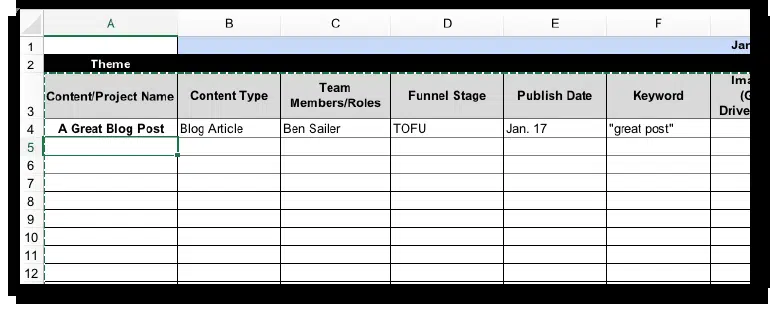 A B C D E F
1 Jan
2 Theme
3 Content/Project Name Content Type Team Members/Roles Funnel Stage Publish Date Keyword
4 A Great Blog Post Blog Article Ben Sailer TOFU Jan. 17 "great post"
5
6
7
8
9
10
11
12